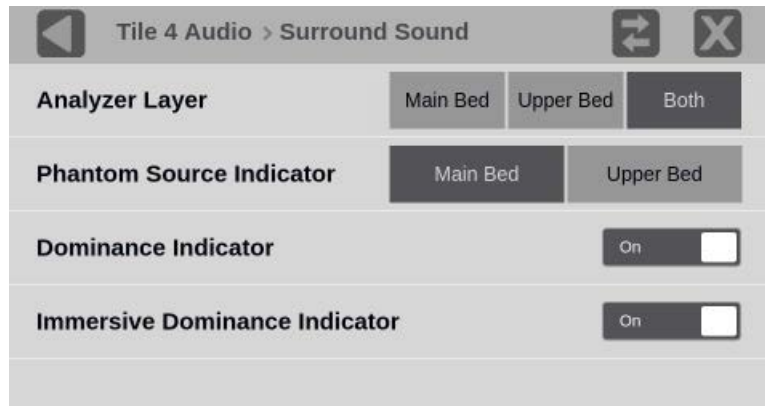 Tile 4 Audio > Surround Sound
Analyzer Layer Main Bed Upper Bed Both
Phantom Source Indicator Main Bed Upper Bed
Dominance Indicator On
Immersive Dominance Indicator On